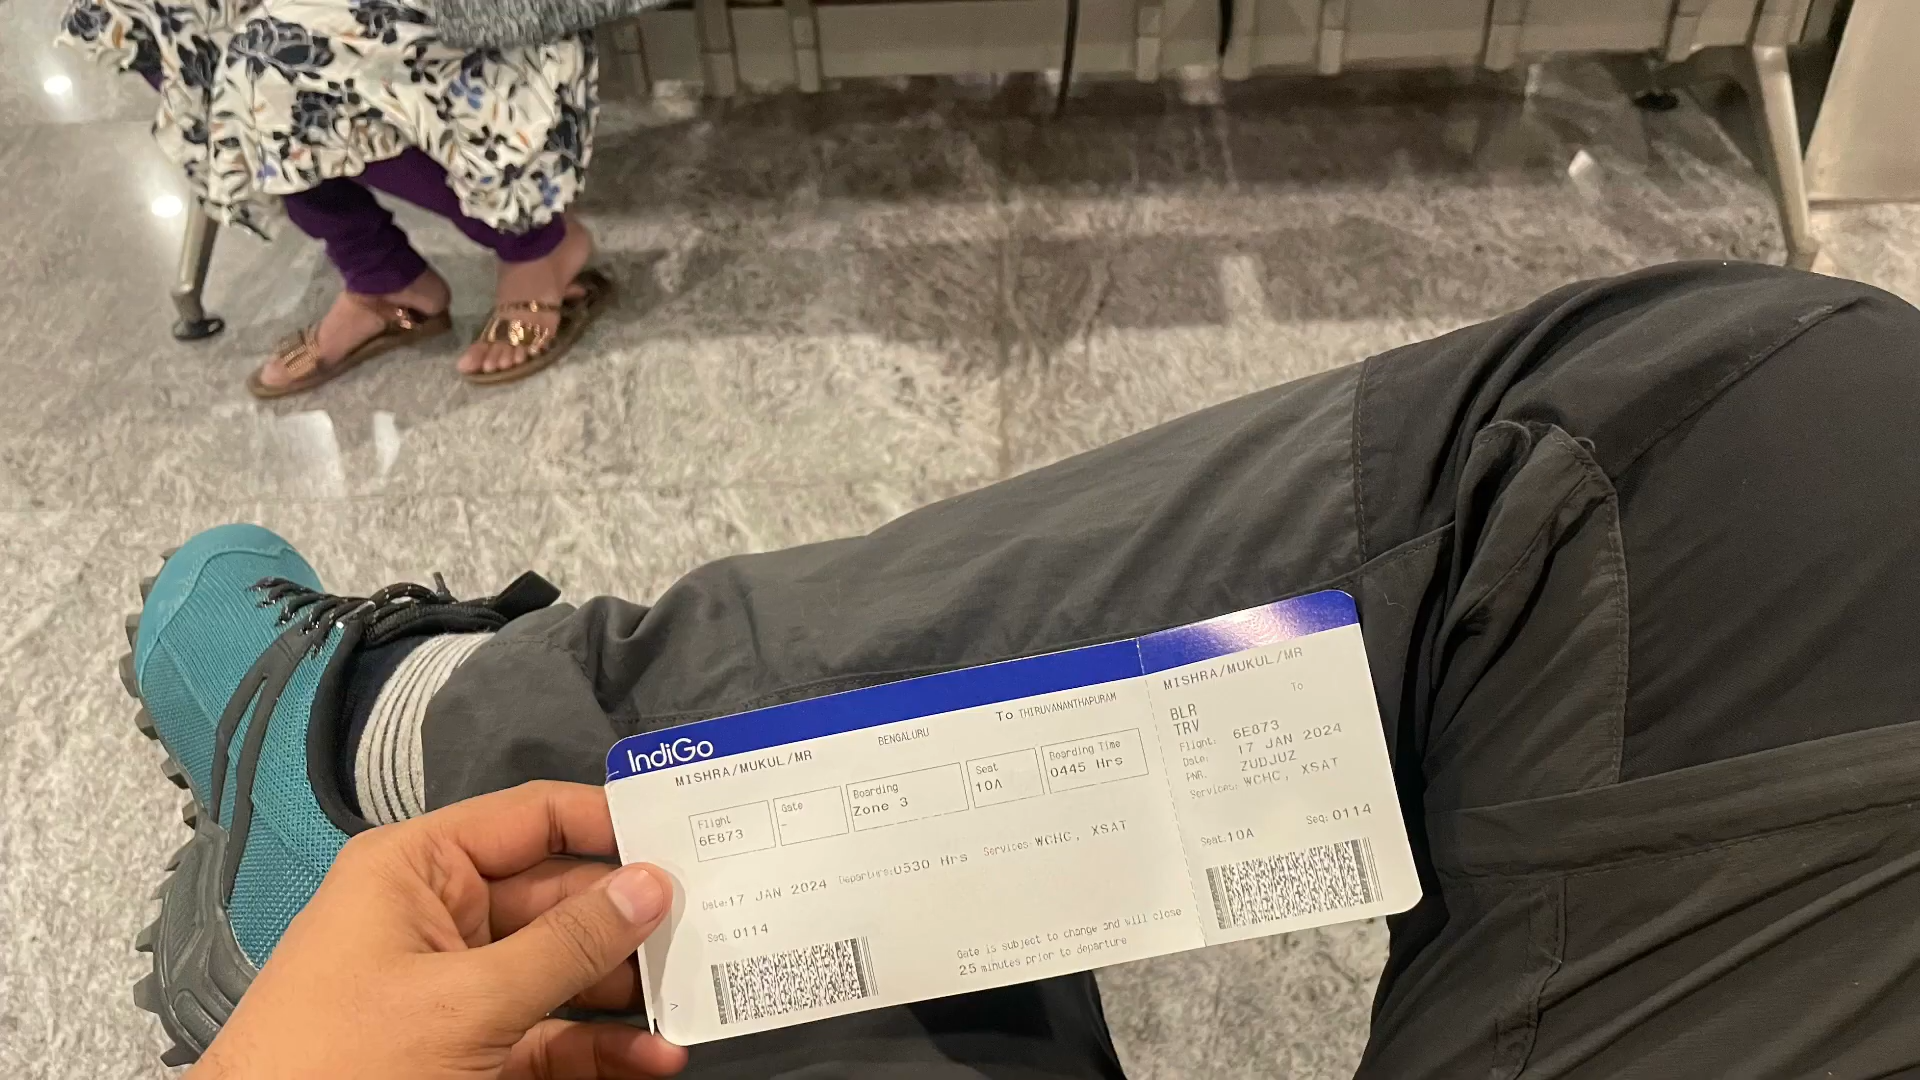 IndiGo
MISHRA/MUKUL/MR
BENGALURU
To THIRUVANANTHAPURAM
Flight
6E873
Gate
-
Boarding
Zone 3
Seat
10A
Boarding Time
0445 Hrs
Date:17 JAN 2024 Departure:0530 Hrs Services:WCHC, XSAT
Seq: 0114
Gate is subject to change and will close
25 minutes prior to departure
>
MISHRA/MUKUL/MR
To
BLR
TRV
Flight: 6E873
Date: 17 JAN 2024
PNR: ZUDJUZ
Services: WCHC, XSAT
Seat:10A Seq:0114